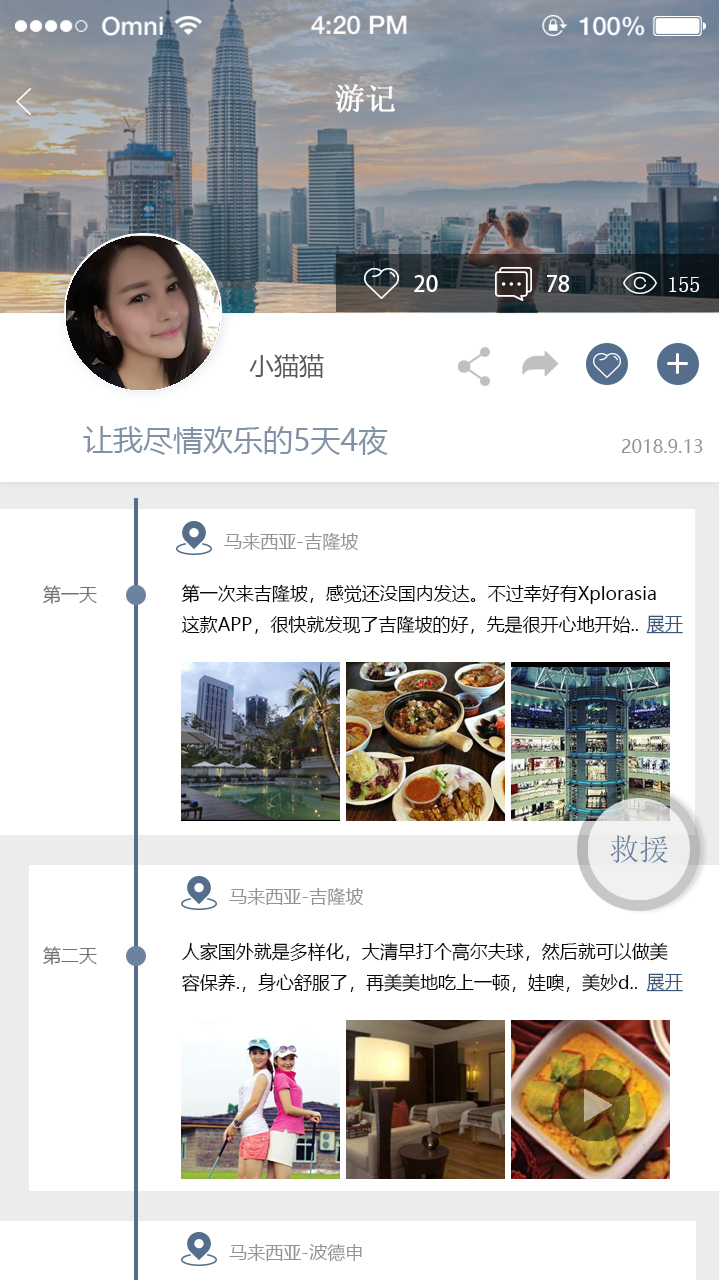 Omni 4:20 PM 100%
游记
20 78 155
小猫猫
让我尽情欢乐的5天4夜
2018.9.13
马来西亚-吉隆坡
第一天
第一次来吉隆坡，感觉还没国内发达。不过幸好有Xplorasia
这款APP，很快就发现了吉隆坡的好，先是很开心地开始.. 展开
救援
马来西亚-吉隆坡
第二天
人家国外就是多样化，大清早打个高尔夫球，然后就可以做美
容保养.，身心舒服了，再美美地吃上一顿，娃噢，美妙d.. 展开
马来西亚-波德申